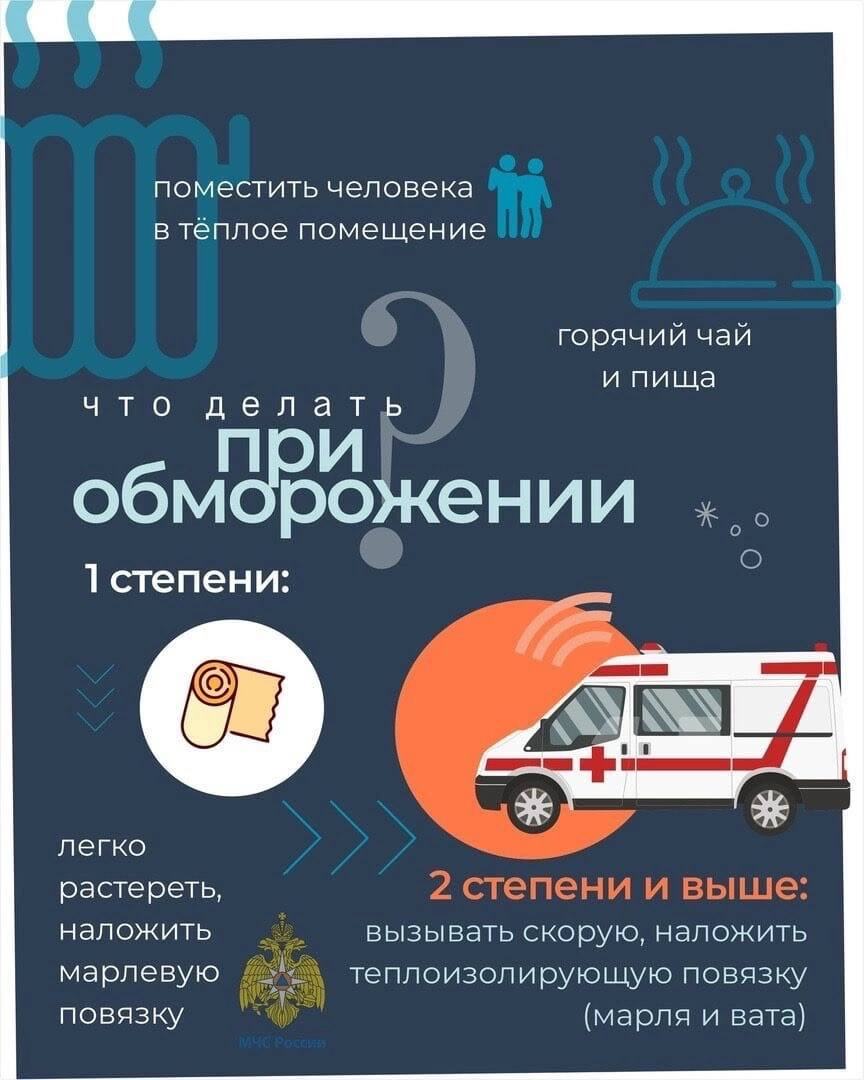 поместить человека
в тёплое помещение
горячий чай
и пища
что делать
при
обморожении
?
1 степени:
легко
растереть,
наложить
марлевую
повязку
2 степени и выше:
вызывать скорую, наложить
теплоизолирующую повязку
(марля и вата)
МЧС России